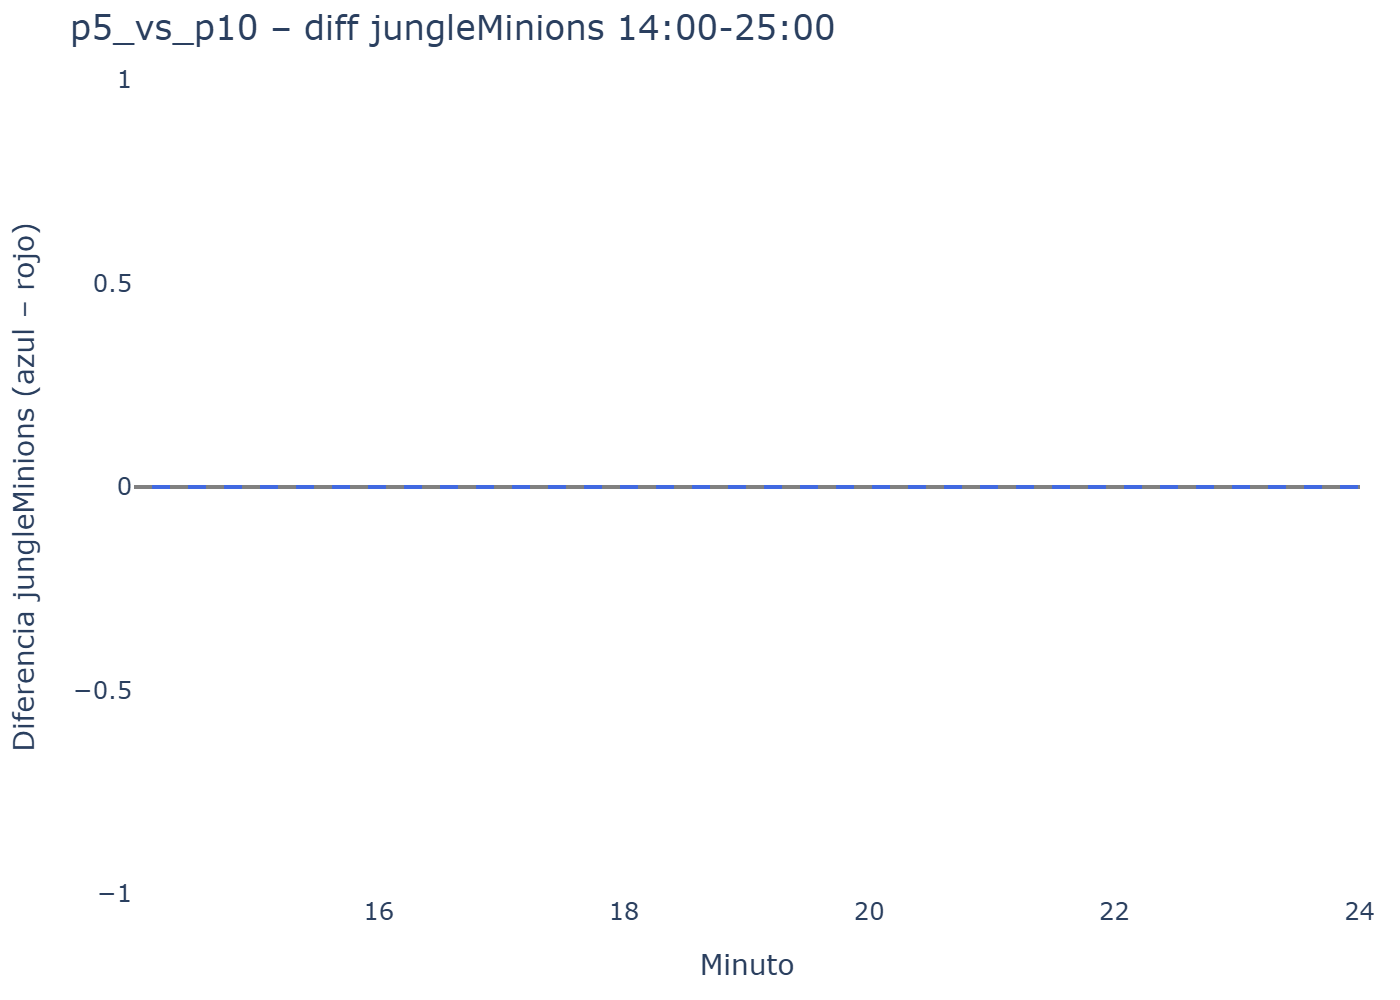 p5_vs_p10 – diff jungleMinions 14:00-25:00
Diferencia jungleMinions (azul – rojo)
1
0.5
0
−0.5
−1
16 18 20 22 24
Minuto